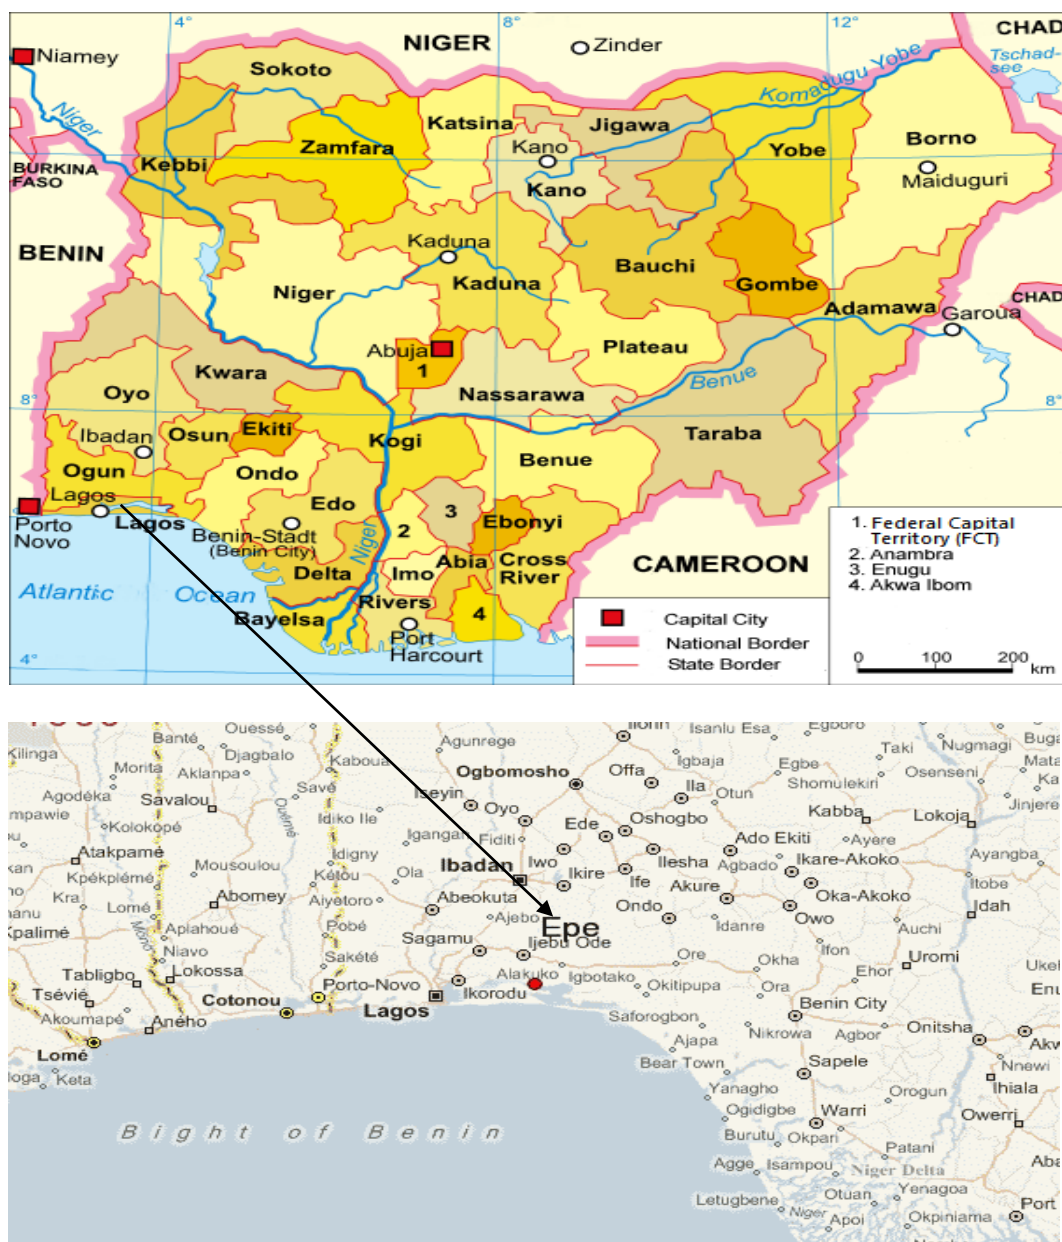 4°
8°
12°
NIGER
Zinder
CHAD
Niamey
Sokoto
Tschad-
see
Komadugu Yobe
Niger
Katsina
Jigawa
Borno
Zamfara
Kano
Yobe
Kebbi
BURKINA
FASO
Kano
Maiduguri
BENIN
Kaduna
Bauchi
Niger
Kaduna
Gombe
Adamawa
CHAD
Garoua
Abuja
1
Plateau
Kwara
Nassarawa
Benue
Oyo
8°
8°
Ibadan
Osun
Ekiti
Kogi
Taraba
Ogun
Ondo
Benue
Lagos
Edo
3
Porto
Novo
Lagos
Benin-Stadt
(Benin City)
Niger
2
Ebonyi
Abia
Cross
River
CAMEROON
Delta
Imo
Atlantic Ocean
Bayelsa
Rivers
4
Port
Harcourt
4°
1. Federal Capital
Territory (FCT)
2. Anambra
3. Enugu
4. Akwa Ibom
Capital City
National Border
State Border
0 100 200
km
Ouessé
Agunrege
Ilorin
Isanlu Esa
Egboro
Kilinga
Banté
Djagbalo
Kaboua
Igbaja
Taki
Nugmagi
Morita
Aklanpa
Ogbomosho
Offa
Egbe
Shomulekiri
Osenseni
Agodéka
Savalou
Savé
Iseyin
Ila
Otun
Jinjere
Ouémé
Idiko Ile
Oyo
Kabba
Lokoja
Kolokopé
Igangan
Fiditi
Ede
Oshogbo
Ado Ekiti
Ayere
Atakpamé
Idigny
Iwo
Ilesha
Agbado
Ikare-Akoko
Ayangba
Mousoulou
Ibadan
Kpékplémé
Kétou
Ola
Ikire
Ife
Akure
Oka-Akoko
Itobe
Kra
Abomey
Aiyetoro
Abeokuta
Lomé
Ajebo
Ondo
Owo
Idah
Kpalimé
Mono
Aplahoué
Pobé
Epe
Idanre
Auchi
Niavo
Sagamu
Ijebu Ode
Ifon
Tabligbo
Lokossa
Sakété
Alakuko
Igbotako
Ore
Okha
Ehor
Uromi
Tsévié
Cotonou
Porto-Novo
Lagos
Ikorodu
Okitipupa
Ora
Akoumapé
Aného
Saforogbon
Benin City
Lomé
Nikrowa
Agbor
Onitsha
Ajapa
Nnewi
Keta
Bear Town
Sapele
Ihiala
Yanagho
Orogun
Ogidigbe
Warri
Owerri
Bight of Benin
Burutu
Okpari
Patani
Agge
Isampou
Niger Delta
Letugbene
Otuan
Yenagoa
Port
Niger
Apoi
Okpiniama